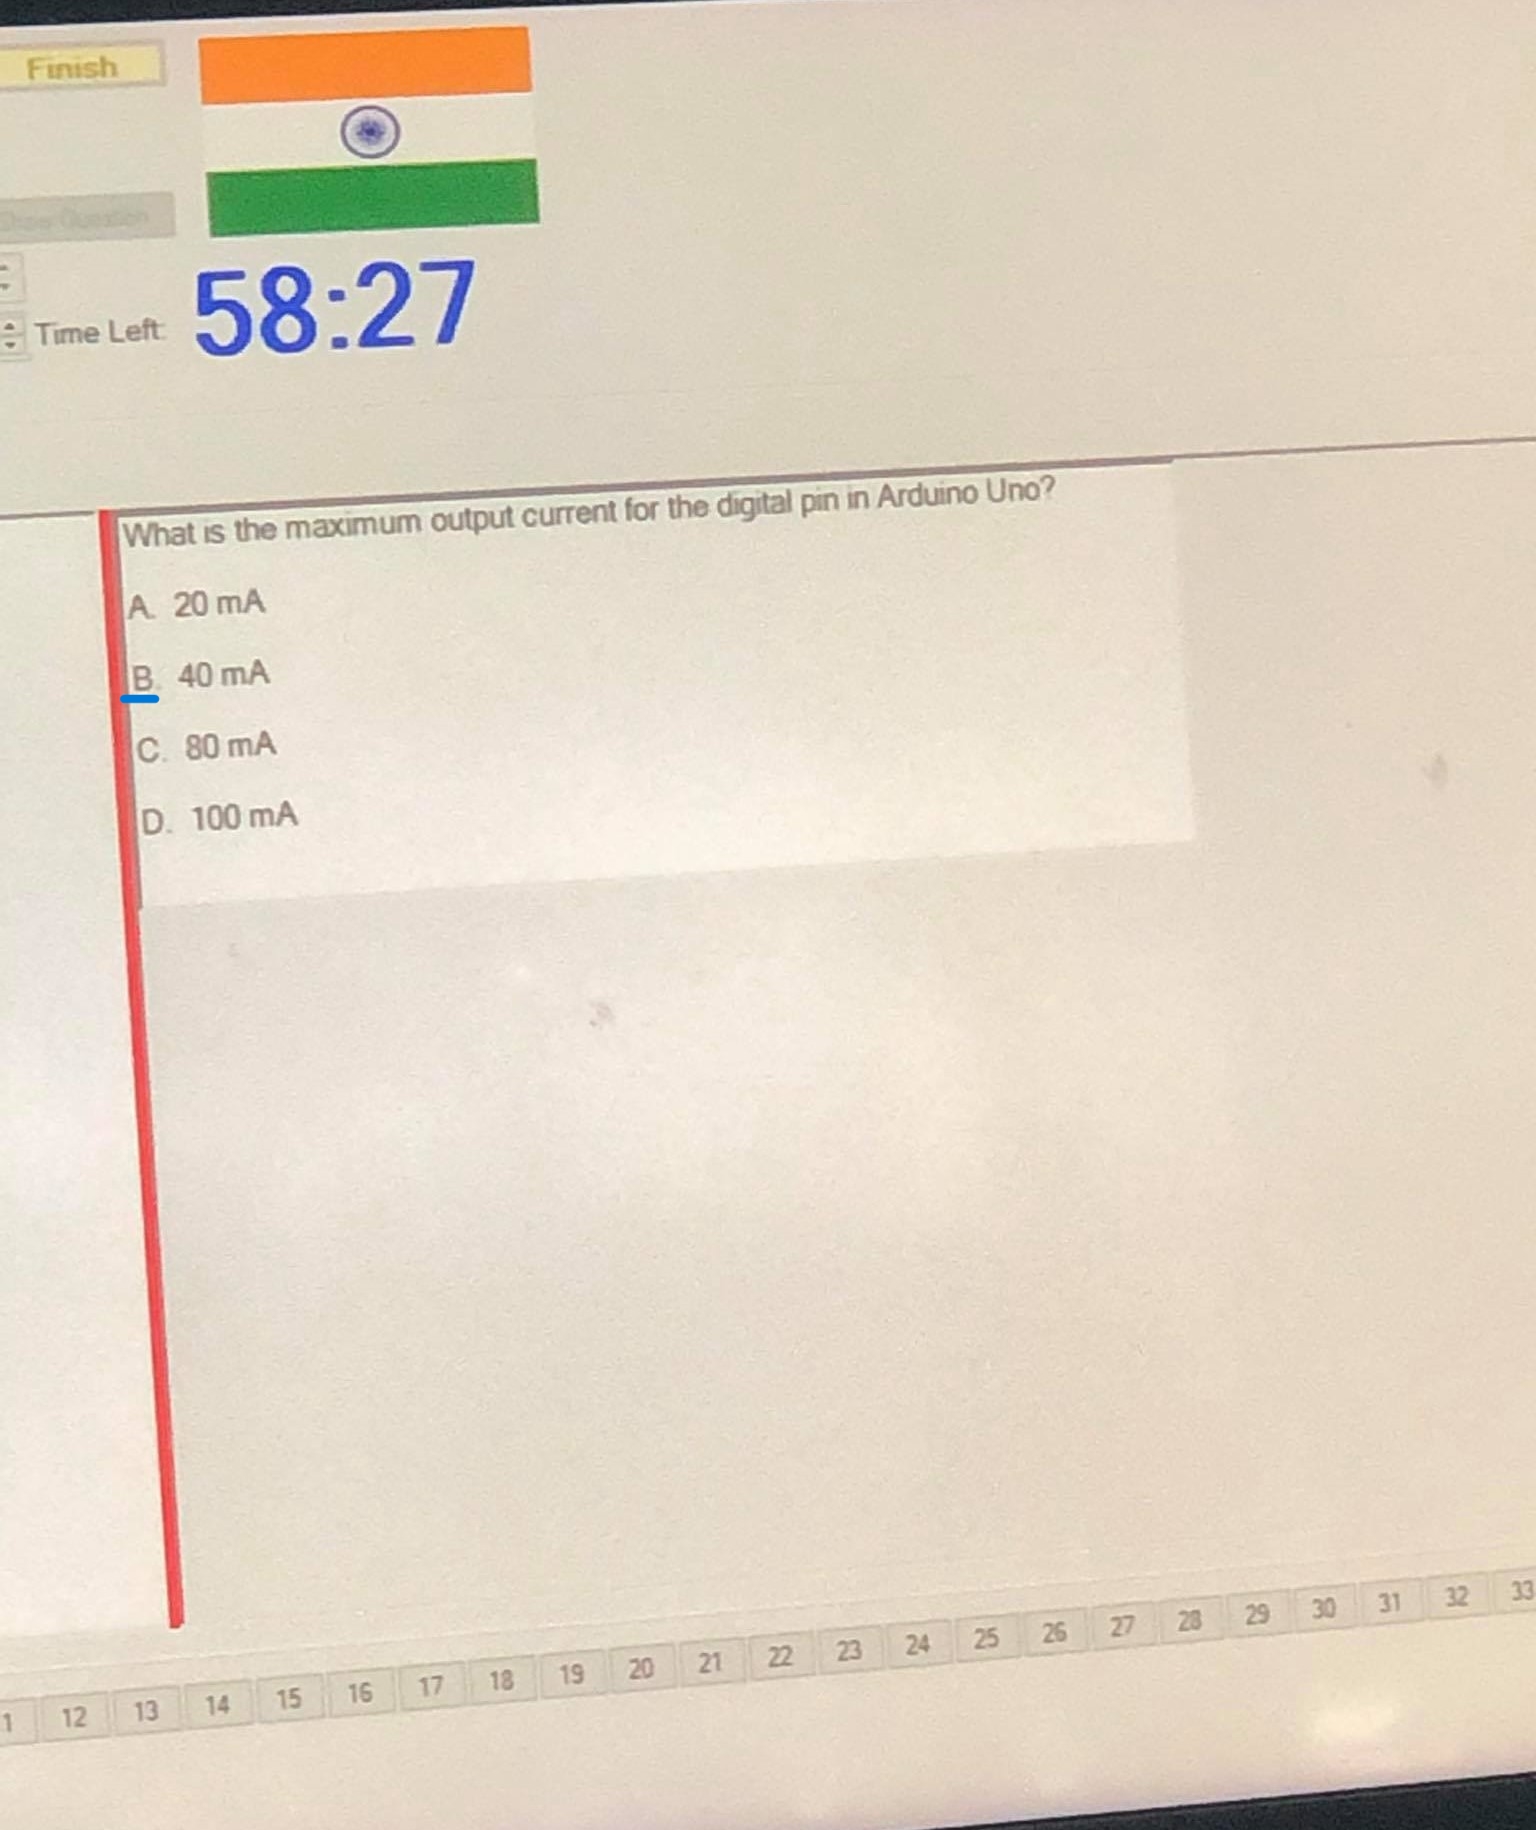 Finish
Show Question
Time Left: 58:27
What is the maximum output current for the digital pin in Arduino Uno?
A. 20 mA
B. 40 mA
C. 80 mA
D. 100 mA
1 12 13 14 15 16 17 18 19 20 21 22 23 24 25 26 27 28 29 30 31 32 33